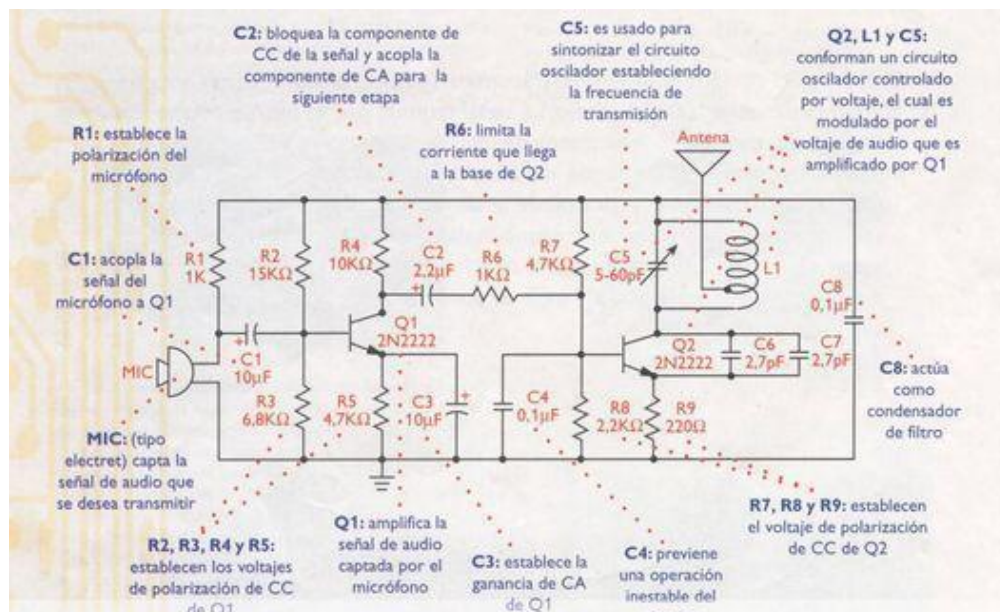 C2: bloquea la componente de
CC de la señal y acopla la
componente de CA para la
siguiente etapa
C5: es usado para
sintonizar el circuito
oscilador estableciendo
la frecuencia de
transmisión
Q2, L1 y C5:
conforman un circuito
oscilador controlado
por voltaje, el cual es
modulado por el
voltaje de audio que es
amplificado por Q1
R1: establece la
polarización del
micrófono
R6: limita la
corriente que llega
a la base de Q2
Antena
C1: acopla la
señal del
micrófono a Q1
R1
1K
R2
15KΩ
R4
10KΩ
C2
2,2µF
+
R6
1KΩ
R7
4,7KΩ
C5
5-60pF
L1
C8
0,1µF
MIC
+
C1
10µF
Q1
2N2222
Q2
2N2222
C6
2,7pF
C7
2,7pF
R3
6,8KΩ
R5
4,7KΩ
C3
10µF
+
C4
0,1µF
R8
2,2KΩ
R9
220Ω
C8: actúa
como
condensador
de filtro
MIC: (tipo
electret) capta la
señal de audio que
se desea transmitir
R2, R3, R4 y R5:
establecen los voltajes
de polarización de CC
de Q1
Q1: amplifica la
señal de audio
captada por el
micrófono
C3: establece la
ganancia de CA
de Q1
C4: previene
una operación
inestable del
R7, R8 y R9: establecen
el voltaje de polarización
de CC de Q2